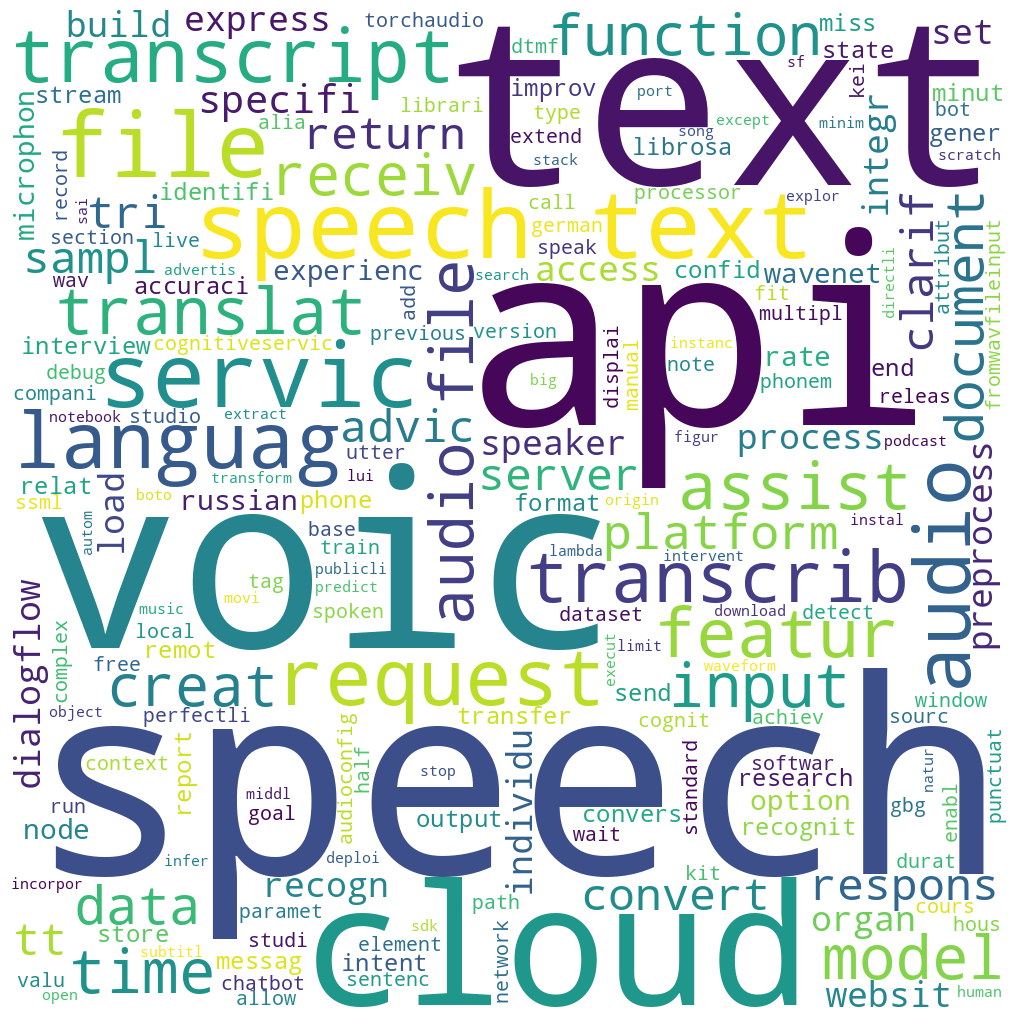 build
express
torchaudio
transcript
text
function
miss
set
dtmf
state
sf
kei
stream
specifi
librari
improv
port
minut
microphon
file
alia
return
type
extend
song
except
minim
bot
gener
integr
stack
librosa
scratch
record
sai
tri
identifi
receiv
call
processor
explor
speech text
german
section
live
speak
clarif
document
sampl
advertis
experienc
search
access
confid
wavenet
attribut
directli
fromwavfileinput
wav
accuraci
add
audio file
api
fit
multipl
translat
previous
version
interview
cognitiveservic
displai
manual
instanc
note
rate
phonem
end
debug
servic
big
releas
compani
notebook
studio
extract
advic
languag
speaker
figur
process
podcast
utter
relat
transform
lui
server
assist
audio
preprocess
ssml
boto
load
russian
phone
format
origin
autom
voic
base
platform
instal
train
publicli
lambda
intervent
tag
predict
transcrib
dialogflow
music
movi
spoken
dataset
download
detect
local
remot
featur
limit
complex
free
execut
waveform
creat
request
send
input
window
object
perfectli
transfer
cognit
achiev
sourc
speech
context
report
audioconfig
half
stop
individu
standard
softwar
research
natur
punctuat
run
middl
goal
output
convers
option
gbg
enabl
node
wait
recognit
infer
deploi
durat
incorpor
recogn
cloud
kit
convert
respons
data
store
paramet
path
organ
cours
hous
tt
studi
sdk
element
network
model
subtitl
time
messag
intent
valu
chatbot
sentenc
open
allow
websit
human